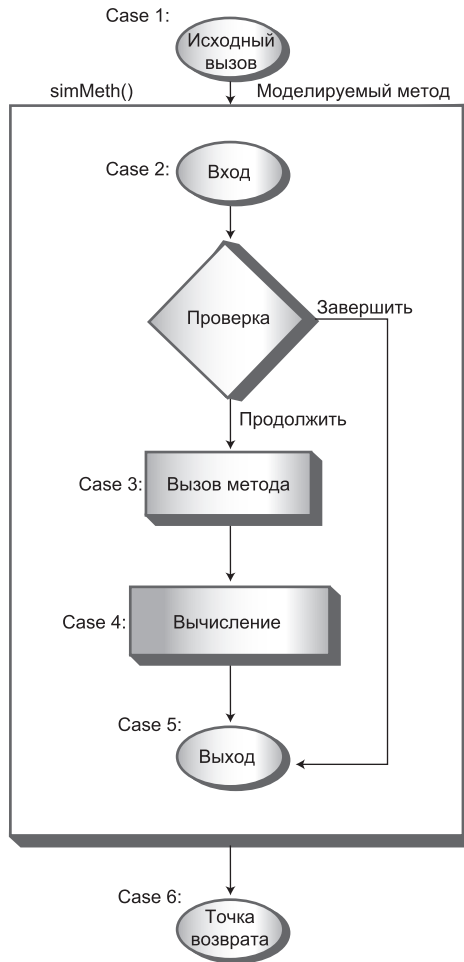 Case 1:
Исходный
вызов
simMeth()
Моделируемый метод
Case 2:
Вход
Проверка
Завершить
Продолжить
Case 3:
Вызов метода
Case 4:
Вычисление
Case 5:
Выход
Case 6:
Точка
возврата